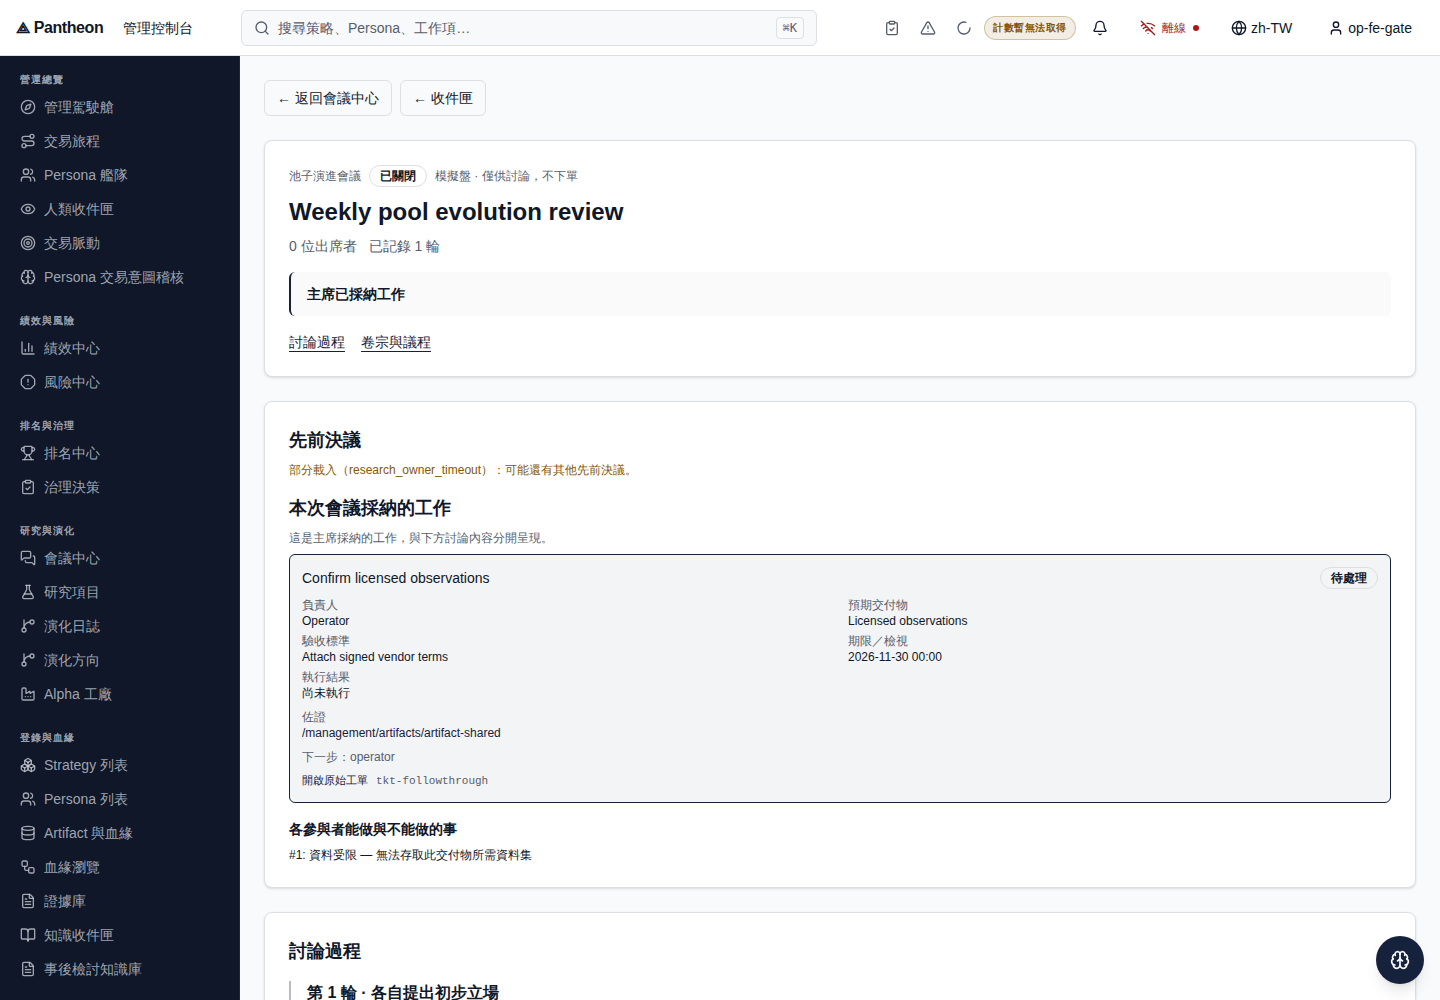 Pantheon 管理控制台
搜尋策略、Persona、工作項…
⌘K
計數暫無法取得
離線
zh-TW
op-fe-gate
營運總覽
管理駕駛艙
交易旅程
Persona 艦隊
人類收件匣
交易脈動
Persona 交易意圖稽核
績效與風險
績效中心
風險中心
排名與治理
排名中心
治理決策
研究與演化
會議中心
研究項目
演化日誌
演化方向
Alpha 工廠
登錄與血緣
Strategy 列表
Persona 列表
Artifact 與血緣
血緣瀏覽
證據庫
知識收件匣
事後檢討知識庫
← 返回會議中心
← 收件匣
池子演進會議 已關閉 模擬盤 · 僅供討論，不下單
Weekly pool evolution review
0 位出席者 已記錄 1 輪
主席已採納工作
討論過程 卷宗與議程
先前決議
部分載入（research_owner_timeout）：可能還有其他先前決議。
本次會議採納的工作
這是主席採納的工作，與下方討論內容分開呈現。
Confirm licensed observations 待處理
負責人
Operator
預期交付物
Licensed observations
驗收標準
Attach signed vendor terms
期限／檢視
2026-11-30 00:00
執行結果
尚未執行
佐證
/management/artifacts/artifact-shared
下一步：operator
開啟原始工單 tkt-followthrough
各參與者能做與不能做的事
#1: 資料受限 — 無法存取此交付物所需資料集
討論過程
第 1 輪 · 各自提出初步立場